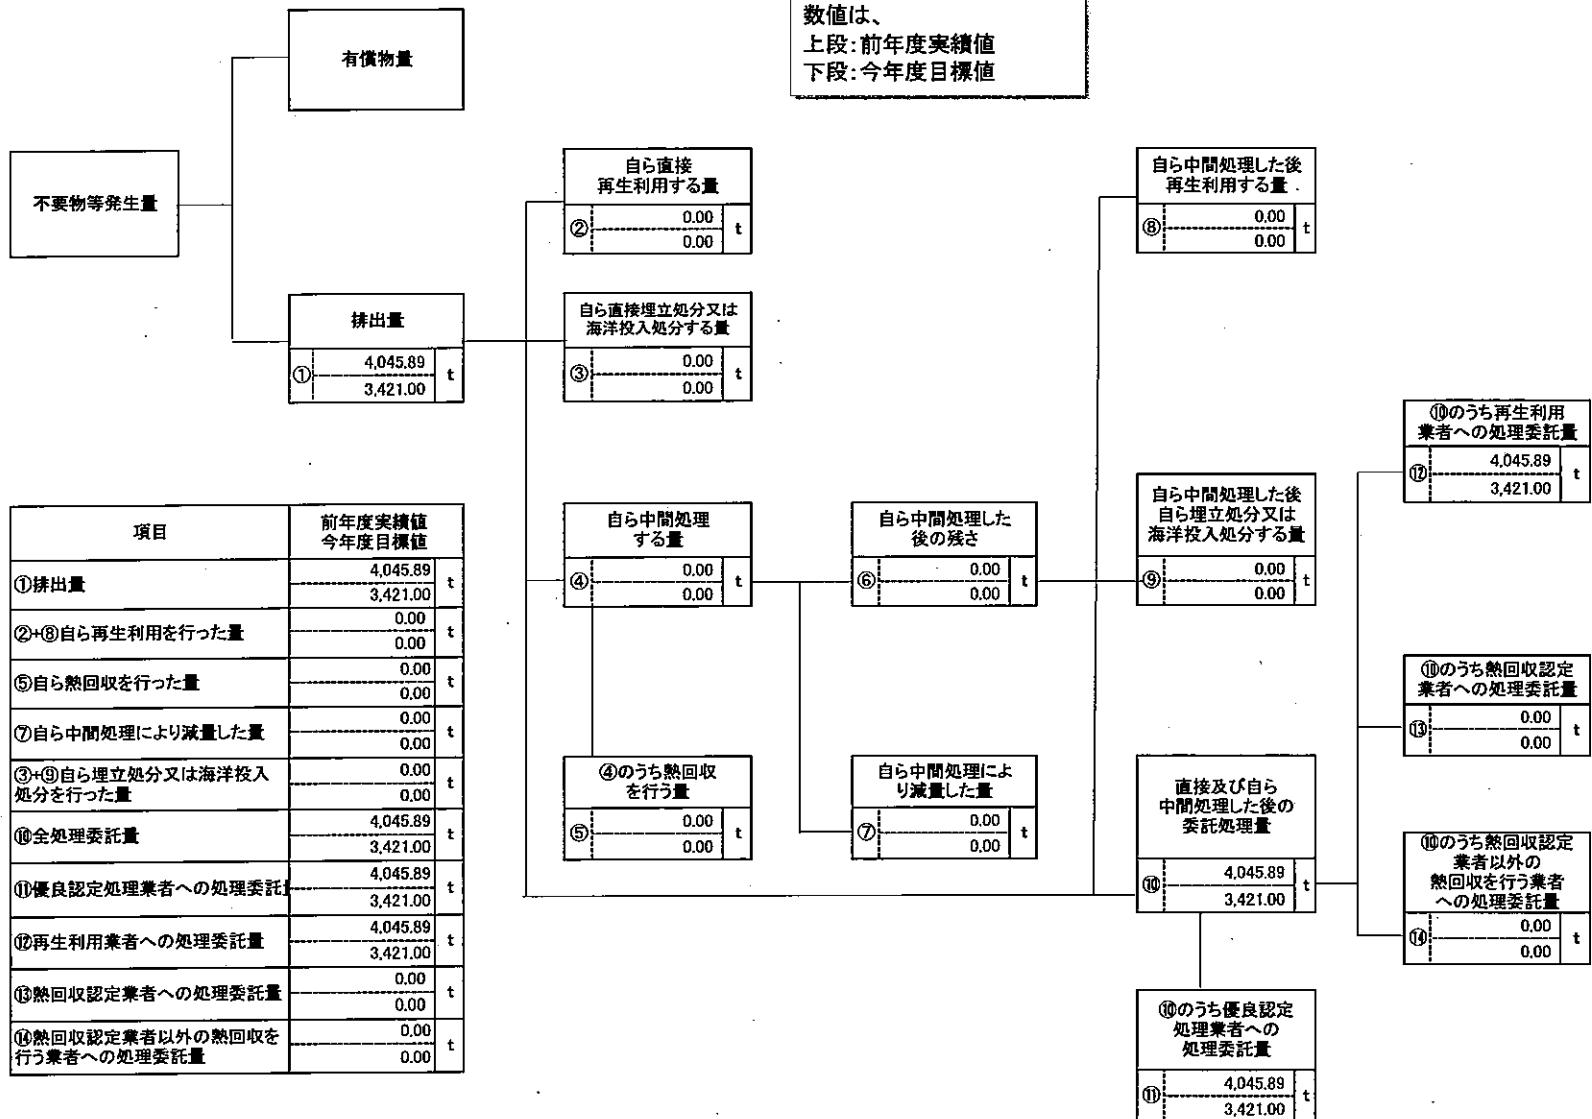 数値は、
上段:前年度実績値
下段:今年度目標値
有償物量
不要物等発生量
排出量
①
4,045.89
3,421.00
t
自ら直接
再生利用する量
②
0.00
0.00
t
自ら直接埋立処分又は
海洋投入処分する量
③
0.00
0.00
t
自ら中間処理
する量
④
0.00
0.00
t
④のうち熱回収
を行う量
⑤
0.00
0.00
t
自ら中間処理した
後の残さ
⑥
0.00
0.00
t
自ら中間処理によ
り減量した量
⑦
0.00
0.00
t
自ら中間処理した後
再生利用する量
⑧
0.00
0.00
t
自ら中間処理した後
自ら埋立処分又は
海洋投入処分する量
⑨
0.00
0.00
t
直接及び自ら
中間処理した後の
委託処理量
⑩
4,045.89
3,421.00
t
⑩のうち優良認定
処理業者への
処理委託量
⑪
4,045.89
3,421.00
t
⑩のうち再生利用
業者への処理委託量
⑫
4,045.89
3,421.00
t
⑩のうち熱回収認定
業者への処理委託量
⑬
0.00
0.00
t
⑩のうち熱回収認定
業者以外の
熱回収を行う業者
への処理委託量
⑭
0.00
0.00
t
項目
前年度実績値
今年度目標値
①排出量
4,045.89
3,421.00
t
②+⑧自ら再生利用を行った量
0.00
0.00
t
⑤自ら熱回収を行った量
0.00
0.00
t
⑦自ら中間処理により減量した量
0.00
0.00
t
③+⑨自ら埋立処分又は海洋投入
処分を行った量
0.00
0.00
t
⑩全処理委託量
4,045.89
3,421.00
t
⑪優良認定処理業者への処理委託
4,045.89
3,421.00
t
⑫再生利用業者への処理委託量
4,045.89
3,421.00
t
⑬熱回収認定業者への処理委託量
0.00
0.00
t
⑭熱回収認定業者以外の熱回収を
行う業者への処理委託量
0.00
0.00
t